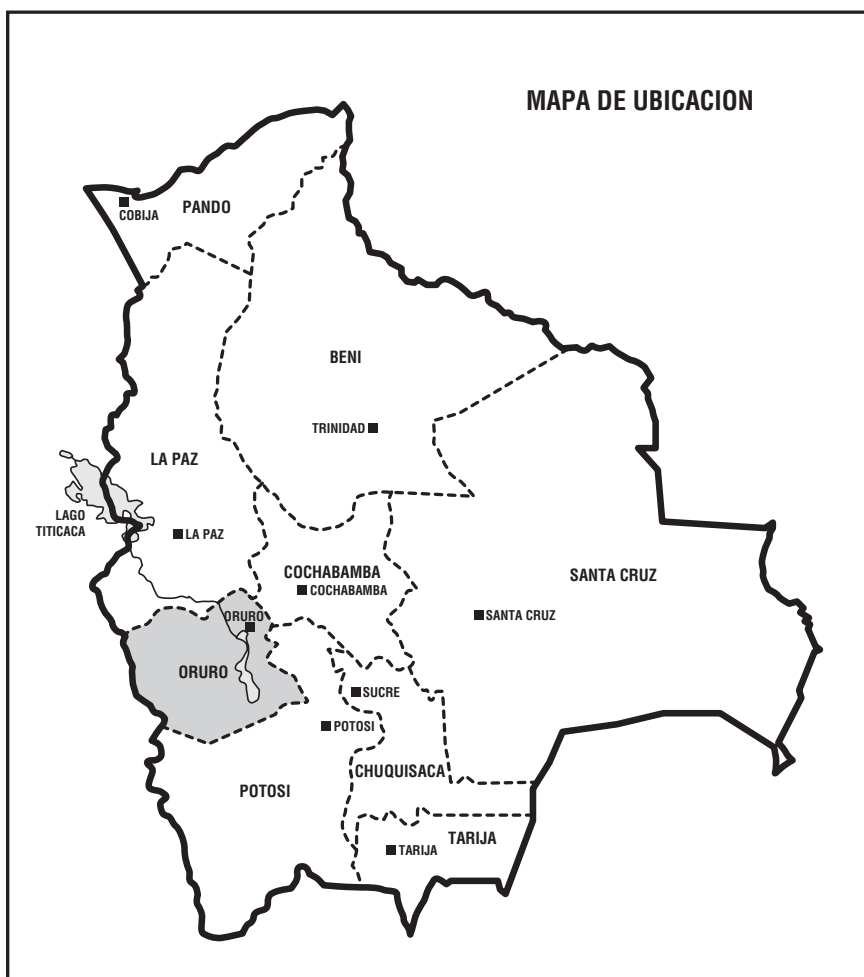 MAPA DE UBICACION
PANDO
COBIJA
BENI
TRINIDAD
LA PAZ
LAGO
TITICACA
LA PAZ
COCHABAMBA
COCHABAMBA
SANTA CRUZ
SANTA CRUZ
ORURO
ORURO
SUCRE
POTOSI
CHUQUISACA
POTOSI
TARIJA
TARIJA